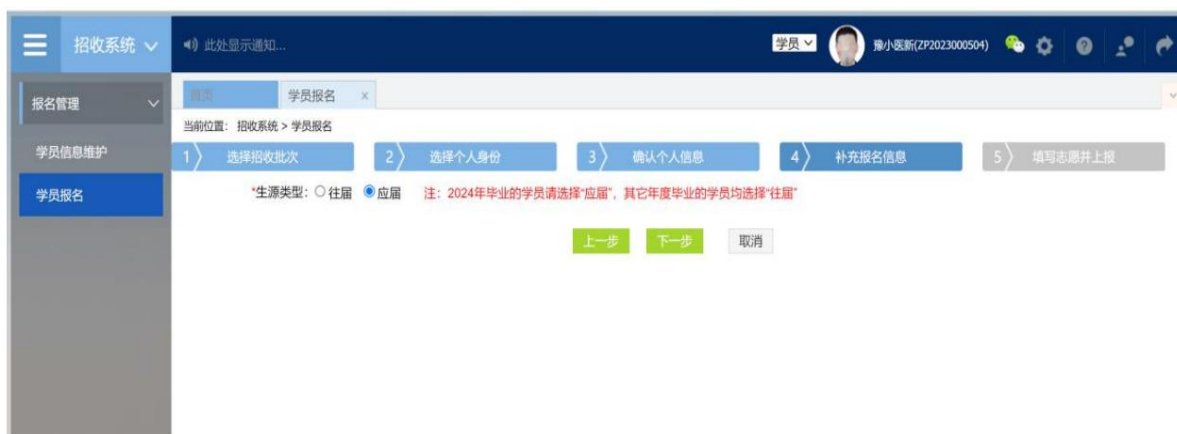 招收系统
此处显示通知...
学员
豫小医新(ZP2023000504)
报名管理
首页
学员报名 x
当前位置： 招收系统 > 学员报名
学员信息维护
1 选择招收批次
2 选择个人身份
3 确认个人信息
4 补充报名信息
5 填写志愿并上报
学员报名
*生源类型： 往届 应届 注：2024年毕业的学员请选择“应届”，其它年度毕业的学员均选择“往届”
上一步 下一步 取消